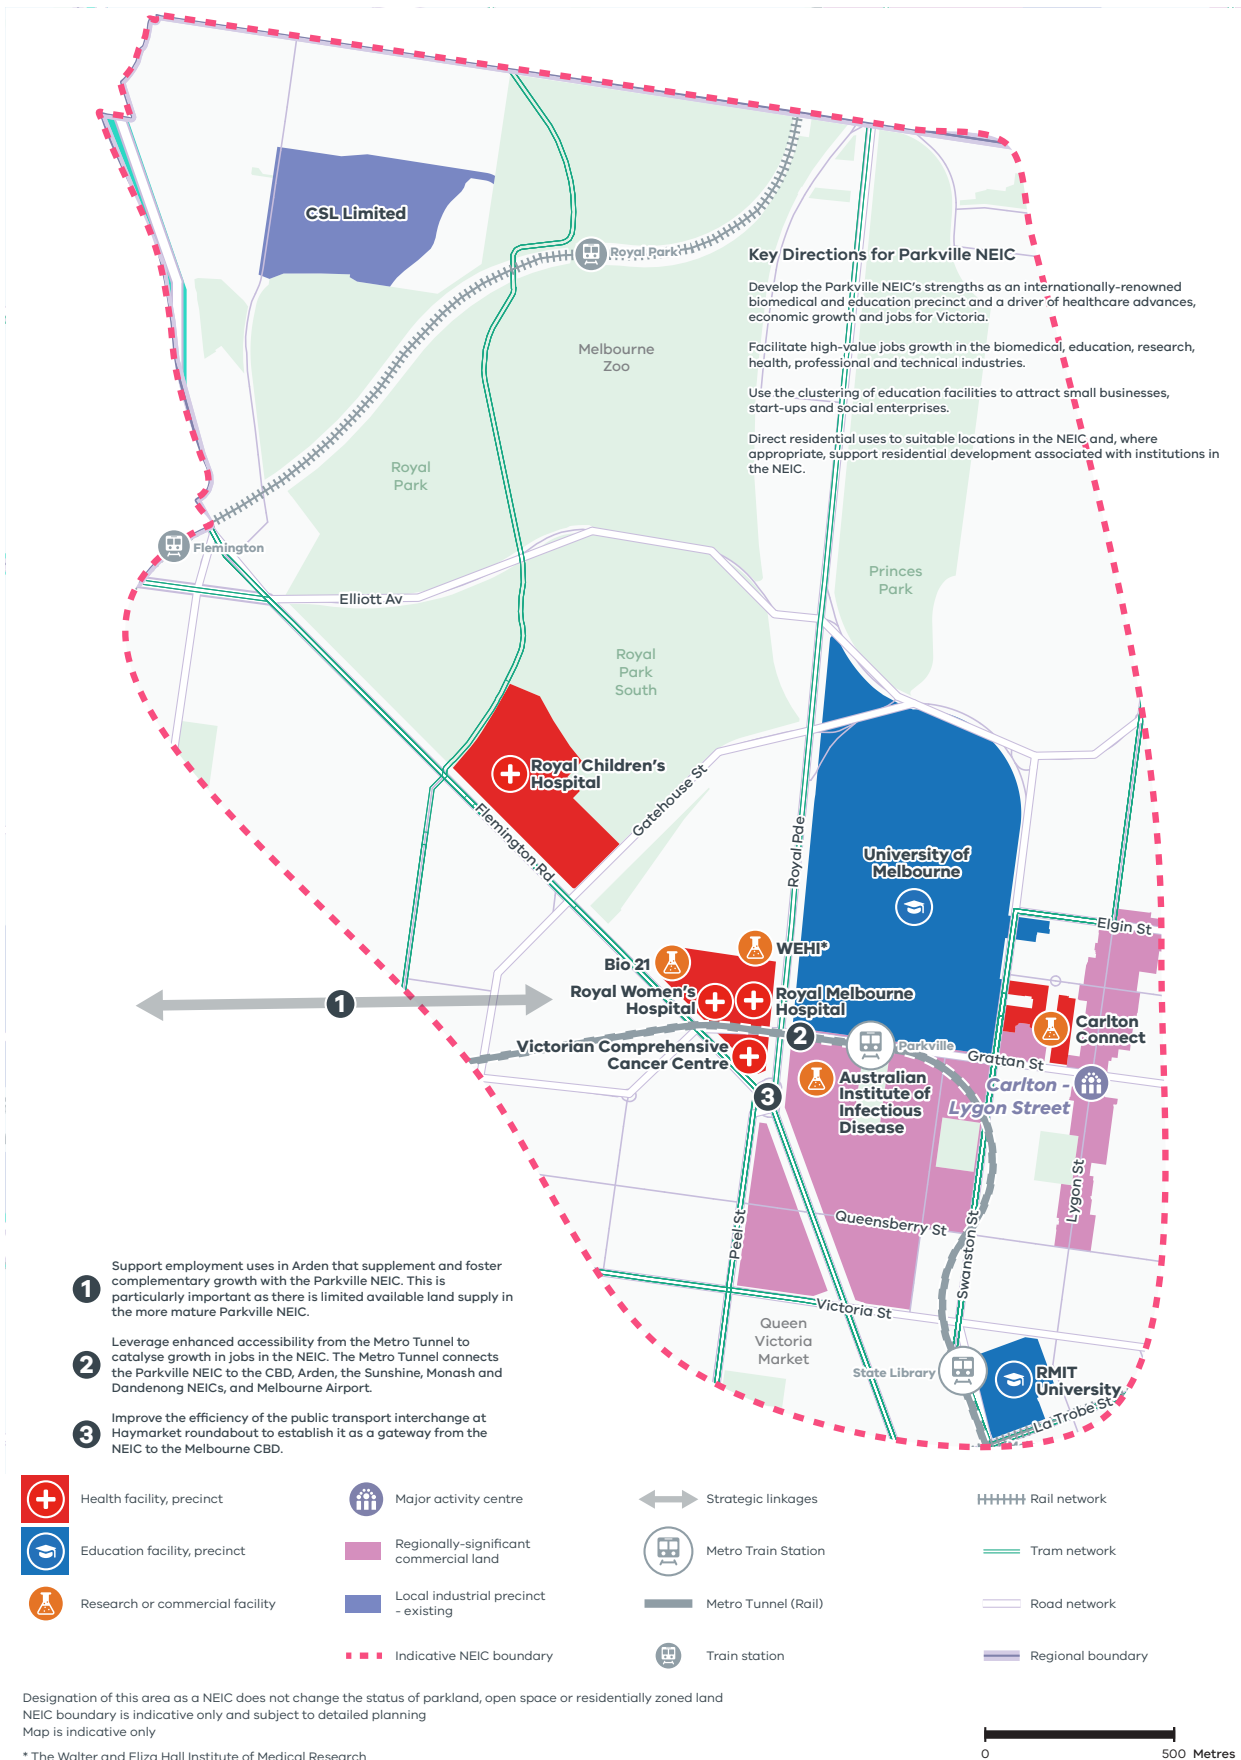 CSL Limited
Royal Park
Key Directions for Parkville NEIC
Develop the Parkville NEIC's strengths as an internationally-renowned
biomedical and education precinct and a driver of healthcare advances,
economic growth and jobs for Victoria.
Facilitate high-value jobs growth in the biomedical, education, research,
health, professional and technical industries.
Use the clustering of education facilities to attract small businesses,
start-ups and social enterprises.
Direct residential uses to suitable locations in the NEIC and, where
appropriate, support residential development associated with institutions in
the NEIC.
Melbourne
Zoo
Royal
Park
Flemington
Elliott Av
Princes
Park
Royal
Park
South
Royal Children's
Hospital
Gatehouse St
Flemington Rd
Royal Pde
University of
Melbourne
Elgin St
WEHI*
Bio 21
Royal Women's
Hospital
Royal Melbourne
Hospital
1
Victorian Comprehensive
Cancer Centre
2
Parkville
Carlton
Connect
Grattan St
3
Australian
Institute of
Infectious
Disease
Carlton -
Lygon Street
Lygon St
Peel St
Queensberry St
Swanston St
Victoria St
Queen
Victoria
Market
State Library
RMIT
University
La Trobe St
1
Support employment uses in Arden that supplement and foster
complementary growth with the Parkville NEIC. This is
particularly important as there is limited available land supply in
the more mature Parkville NEIC.
2
Leverage enhanced accessibility from the Metro Tunnel to
catalyse growth in jobs in the NEIC. The Metro Tunnel connects
the Parkville NEIC to the CBD, Arden, the Sunshine, Monash and
Dandenong NEICs, and Melbourne Airport.
3
Improve the efficiency of the public transport interchange at
Haymarket roundabout to establish it as a gateway from the
NEIC to the Melbourne CBD.
Health facility, precinct
Education facility, precinct
Research or commercial facility
Major activity centre
Regionally-significant
commercial land
Local industrial precinct
- existing
Indicative NEIC boundary
Strategic linkages
Metro Train Station
Metro Tunnel (Rail)
Train station
Rail network
Tram network
Road network
Regional boundary
Designation of this area as a NEIC does not change the status of parkland, open space or residentially zoned land
NEIC boundary is indicative only and subject to detailed planning
Map is indicative only
* The Walter and Eliza Hall Institute of Medical Research
0 500 Metres